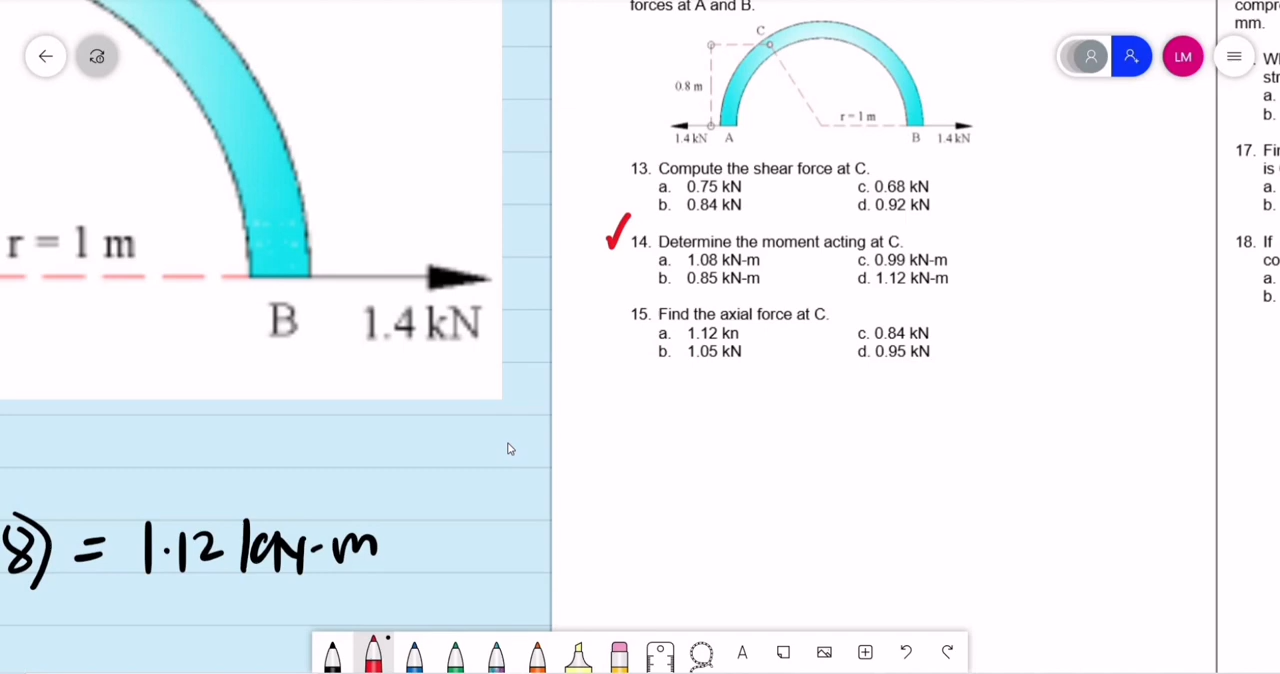 r = 1 m
B 1.4 kN
8) = 1.12 kN-m
forces at A and B.
C
0.8 m
r = 1 m
1.4 kN A B 1.4 kN
13. Compute the shear force at C.
a. 0.75 kN c. 0.68 kN
b. 0.84 kN d. 0.92 kN
14. Determine the moment acting at C.
a. 1.08 kN-m c. 0.99 kN-m
b. 0.85 kN-m d. 1.12 kN-m
15. Find the axial force at C.
a. 1.12 kn c. 0.84 kN
b. 1.05 kN d. 0.95 kN
LM
mm.
a.
b.
17.
is
a.
b.
18. If
a.
b.
A